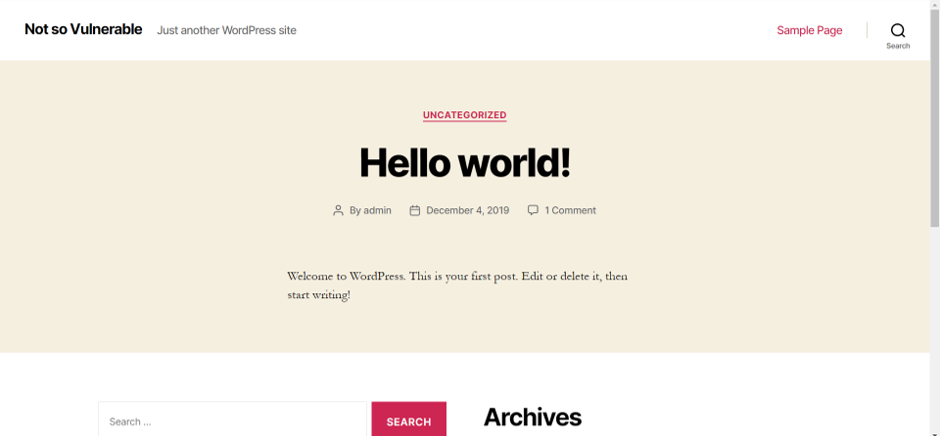 Not so Vulnerable Just another WordPress site Sample Page
Search
UNCATEGORIZED
Hello world!
By admin December 4, 2019 1 Comment
Welcome to WordPress. This is your first post. Edit or delete it, then
start writing!
Search ... SEARCH Archives